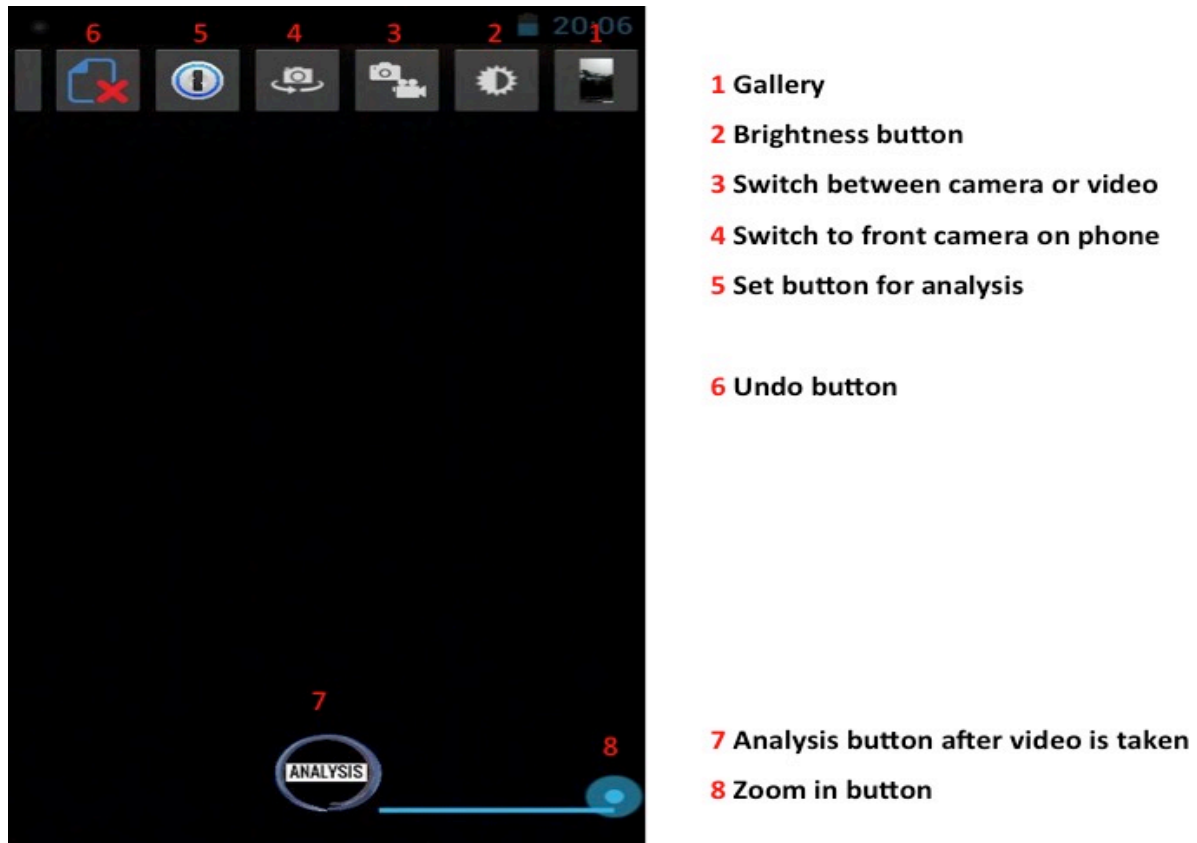 20:06
6 5 4 3 2 1
1 Gallery
2 Brightness button
3 Switch between camera or video
4 Switch to front camera on phone
5 Set button for analysis
6 Undo button
7
8
ANALYSIS
7 Analysis button after video is taken
8 Zoom in button